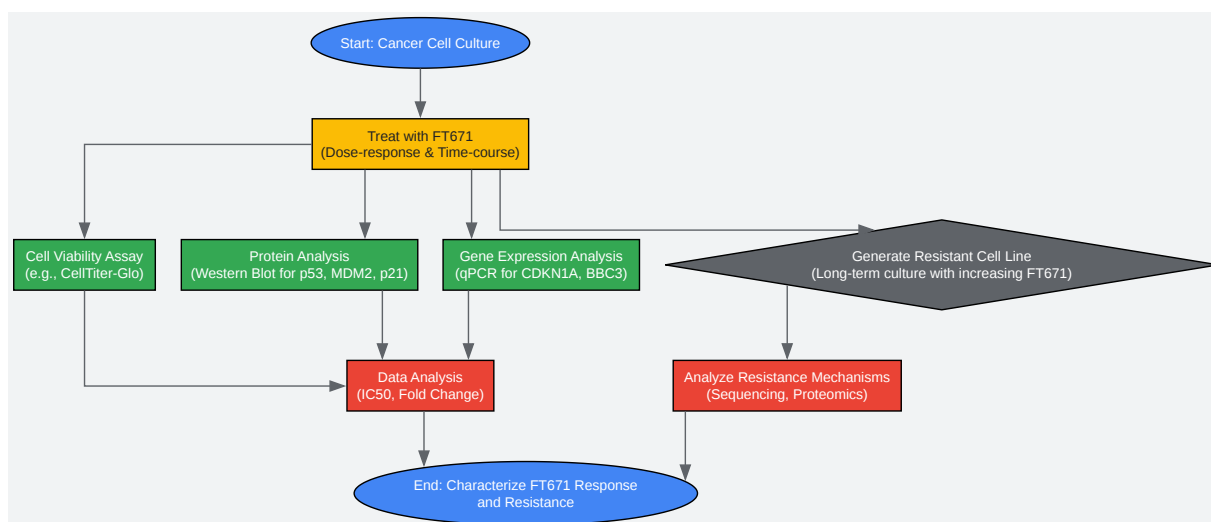 Start: Cancer Cell Culture
Treat with FT671
(Dose-response & Time-course)
Cell Viability Assay
(e.g., CellTiter-Glo)
Protein Analysis
(Western Blot for p53, MDM2, p21)
Gene Expression Analysis
(qPCR for CDKN1A, BBC3)
Generate Resistant Cell Line
(Long-term culture with increasing FT671)
Data Analysis
(IC50, Fold Change)
Analyze Resistance Mechanisms
(Sequencing, Proteomics)
End: Characterize FT671 Response
and Resistance